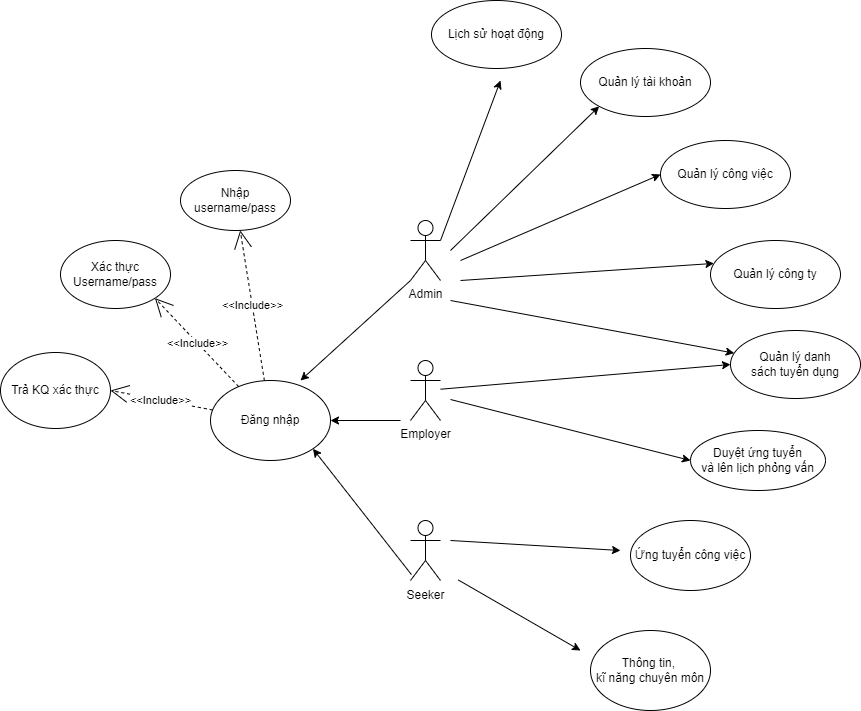 Lịch sử hoạt động
Quản lý tải khoản
Quản lý công việc
Nhập
username/pass
Xác thực
Username/pass
Quản lý công ty
Admin
<<Include>>
<<Include>>
Quản lý danh
sách tuyển dụng
Trả KQ xác thực
<<Include>>
Đăng nhập
Employer
Duyệt ứng tuyển
và lên lịch phỏng vấn
Ứng tuyển công việc
Seeker
Thông tin,
kĩ năng chuyên môn